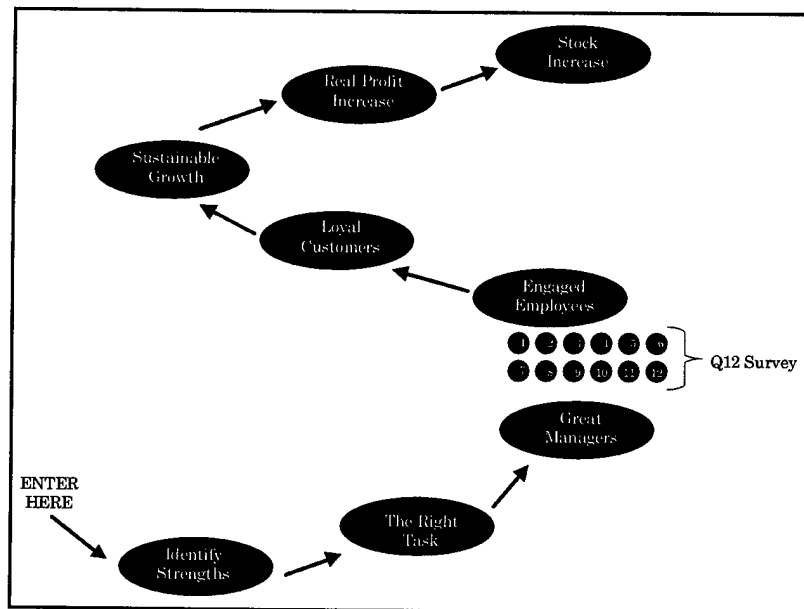 Stock
Increase
Real Profit
Increase
Sustainable
Growth
Loyal
Customers
Engaged
Employees
1 2 3 4 5 6
7 8 9 10 11 12
Q12 Survey
Great
Managers
ENTER
HERE
The Right
Task
Identify
Strengths